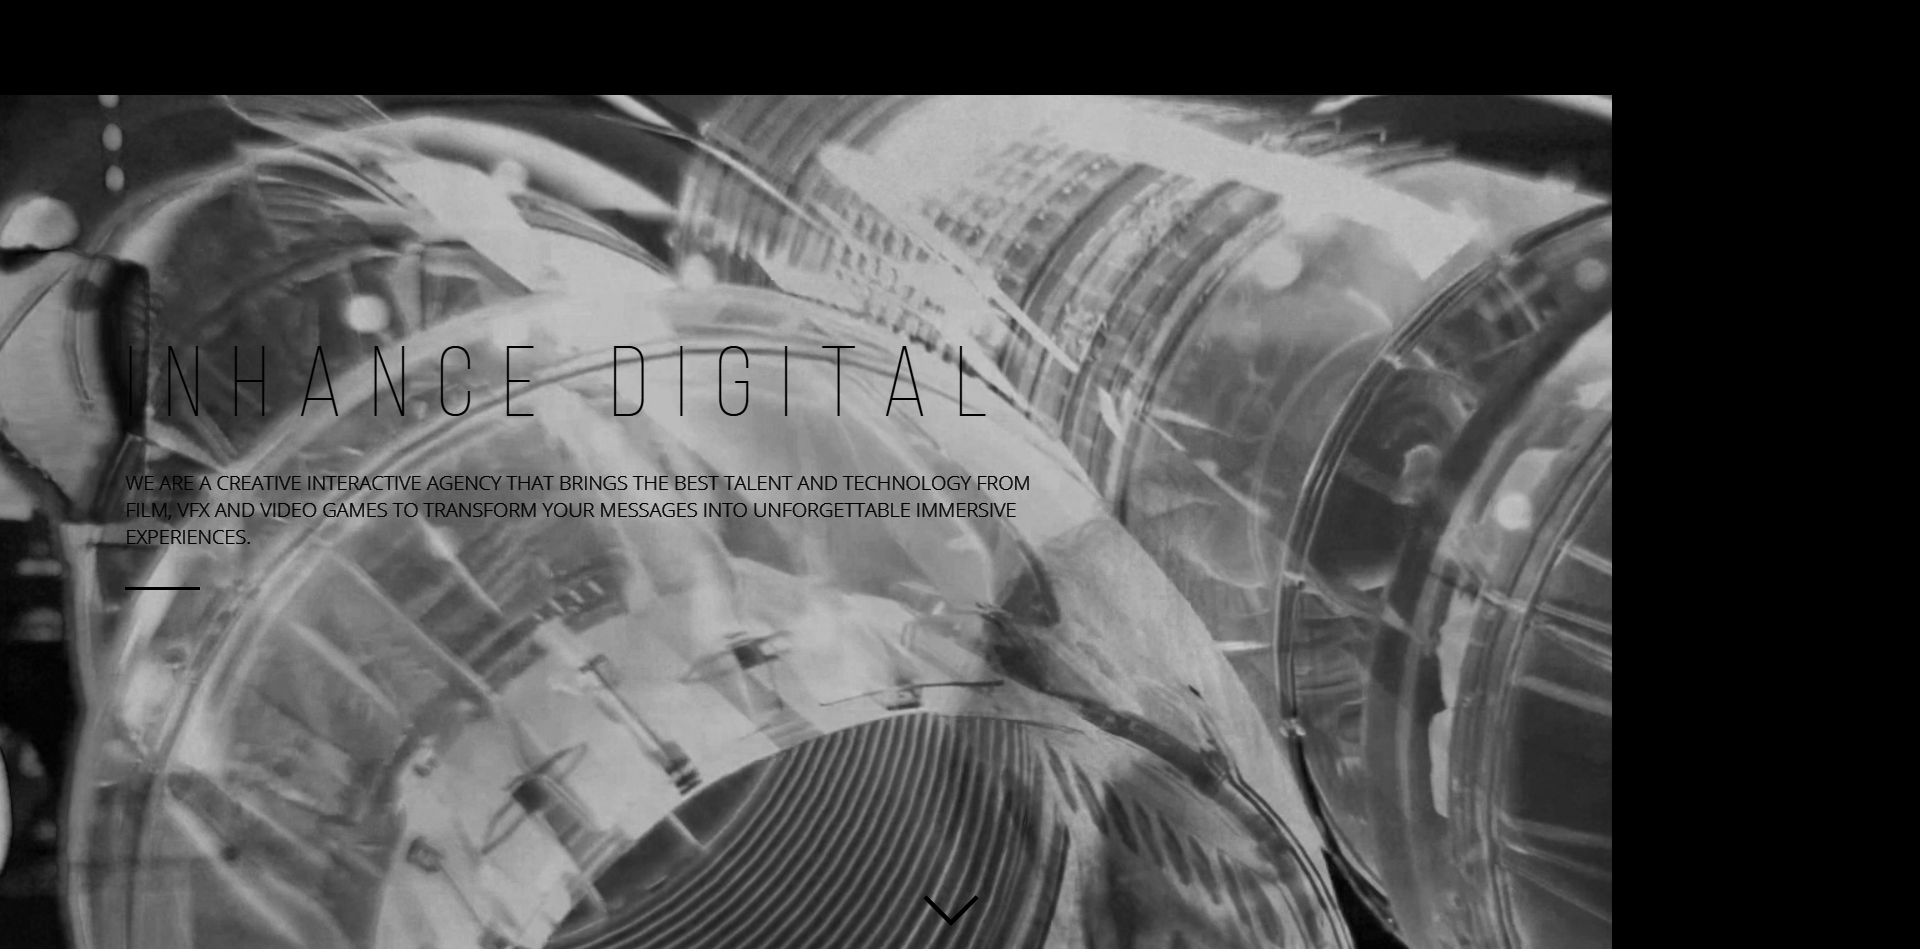 INHANCE DIGITAL
WE ARE A CREATIVE INTERACTIVE AGENCY THAT BRINGS THE BEST TALENT AND TECHNOLOGY FROM
FILM, VFX AND VIDEO GAMES TO TRANSFORM YOUR MESSAGES INTO UNFORGETTABLE IMMERSIVE
EXPERIENCES.